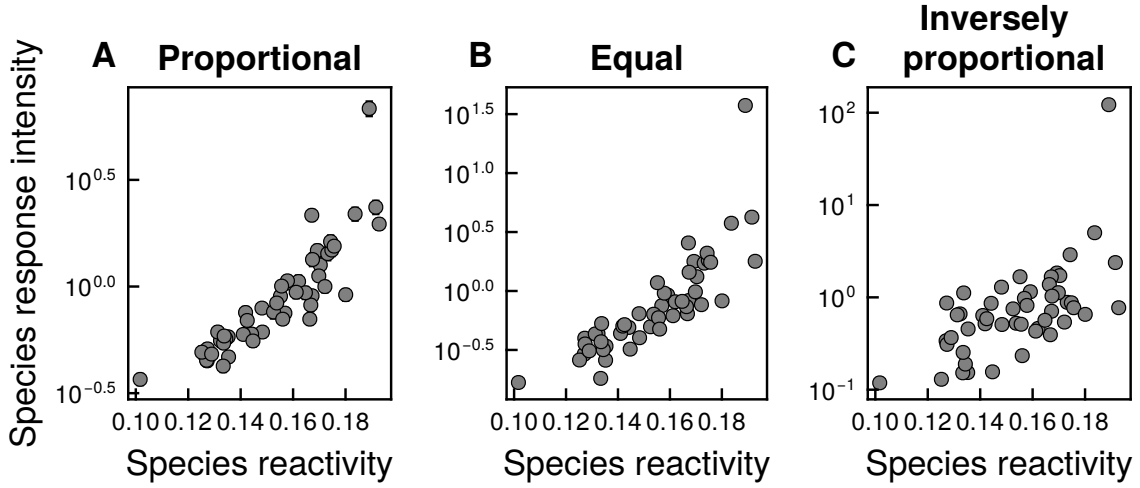 A Proportional
B Equal
C Inversely
proportional
Species response intensity
10^0.5
10^0.0
10^−0.5
10^1.5
10^1.0
10^0.5
10^0.0
10^−0.5
10^2
10^1
10^0
10^−1
0.10 0.12 0.14 0.16 0.18
0.10 0.12 0.14 0.16 0.18
0.10 0.12 0.14 0.16 0.18
Species reactivity
Species reactivity
Species reactivity